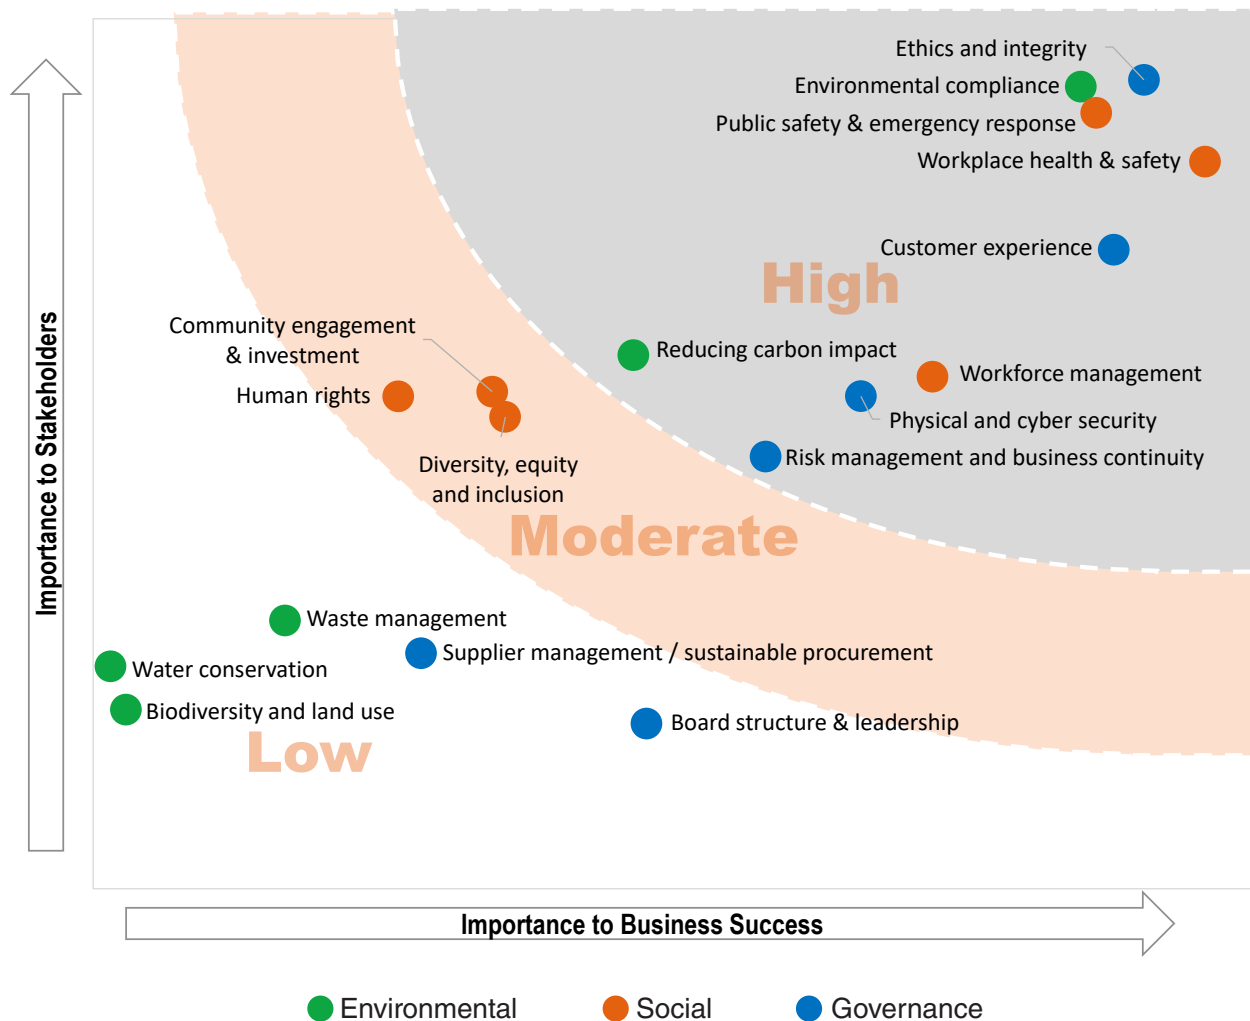 Ethics and integrity
Environmental compliance
Public safety & emergency response
Workplace health & safety
Customer experience
High
Community engagement
& investment
Reducing carbon impact
Human rights
Workforce management
Physical and cyber security
Diversity, equity
and inclusion
Risk management and business continuity
Moderate
Waste management
Supplier management / sustainable procurement
Water conservation
Biodiversity and land use
Board structure & leadership
Low
Importance to Stakeholders
Importance to Business Success
Environmental
Social
Governance